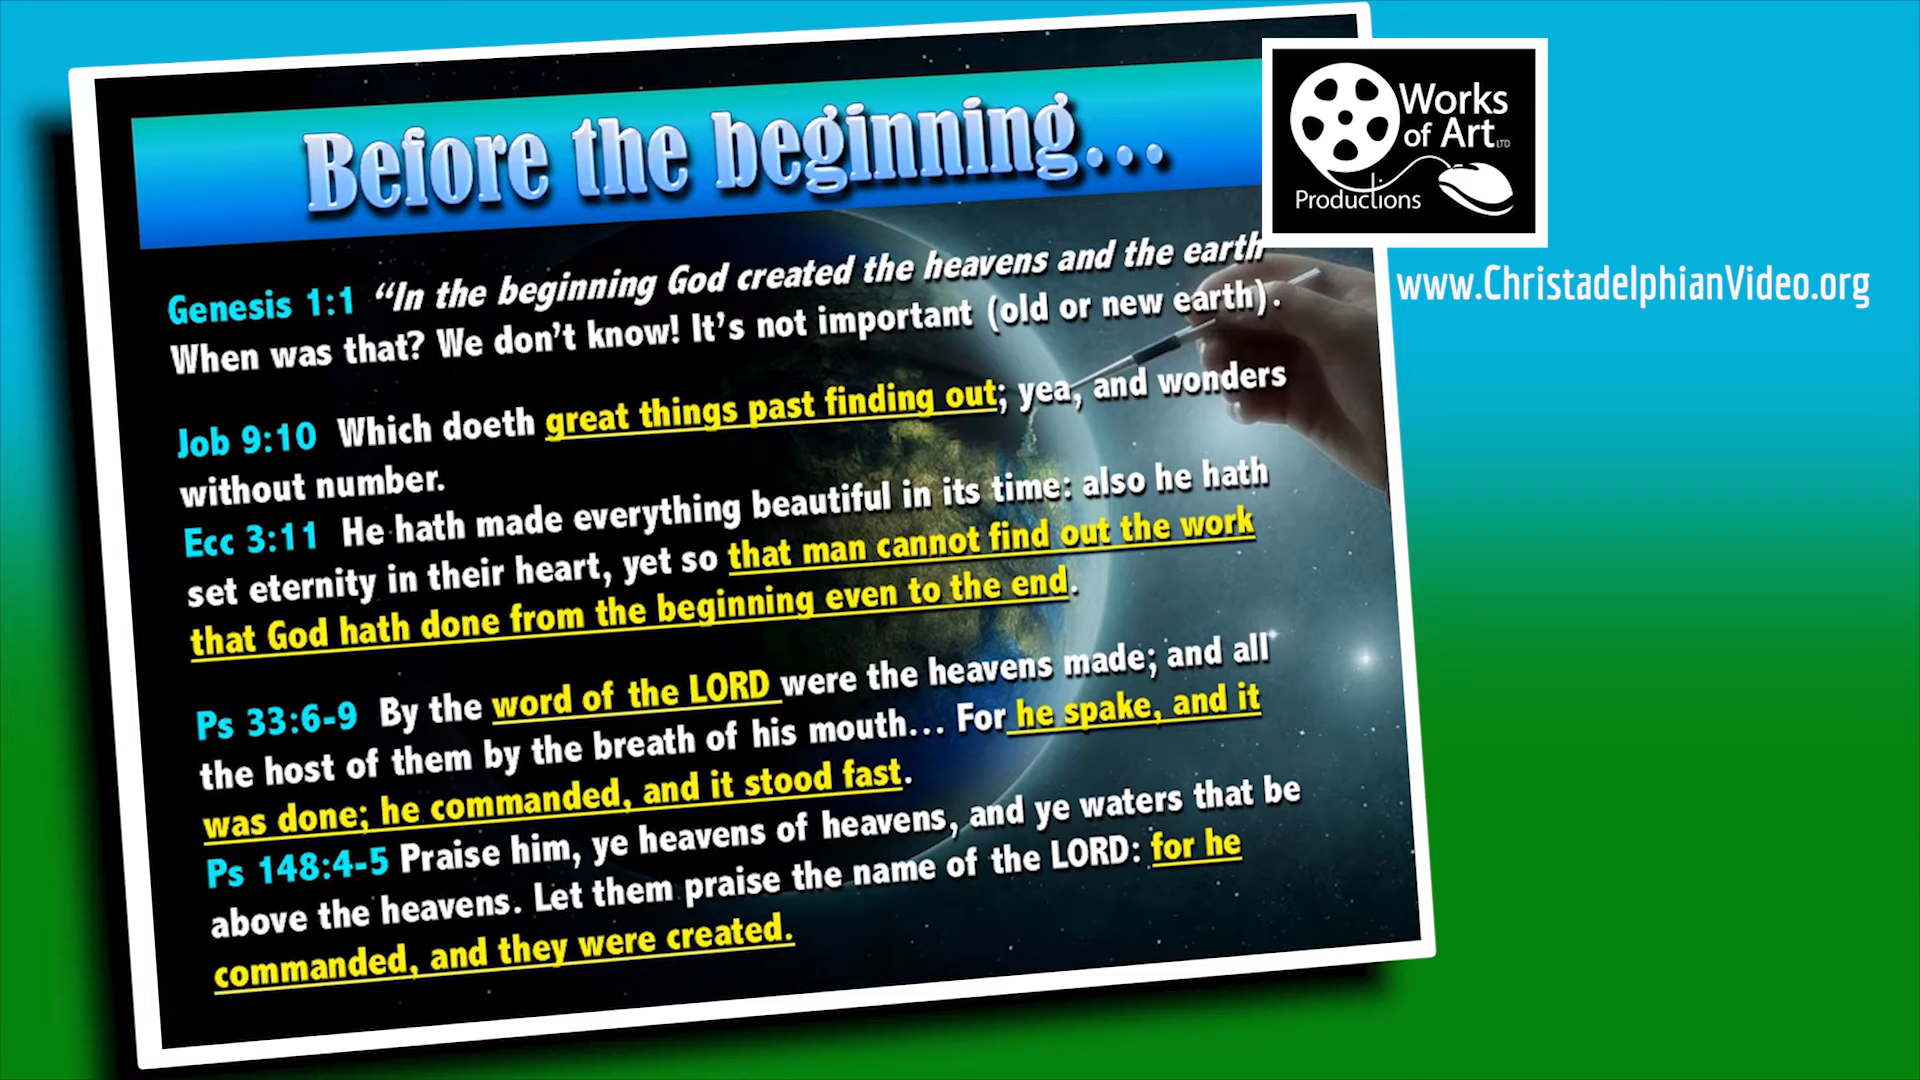 Before the beginning...
Works
of Art LTD
Productions
www.ChristadelphianVideo.org
Genesis 1:1 “In the beginning God created the heavens and the earth
When was that? We don’t know! It’s not important (old or new earth).
Job 9:10 Which doeth great things past finding out; yea, and wonders
without number.
Ecc 3:11 He hath made everything beautiful in its time: also he hath
set eternity in their heart, yet so that man cannot find out the work
that God hath done from the beginning even to the end.
Ps 33:6-9 By the word of the LORD were the heavens made; and all
the host of them by the breath of his mouth... For he spake, and it
was done; he commanded, and it stood fast.
Ps 148:4-5 Praise him, ye heavens of heavens, and ye waters that be
above the heavens. Let them praise the name of the LORD: for he
commanded, and they were created.